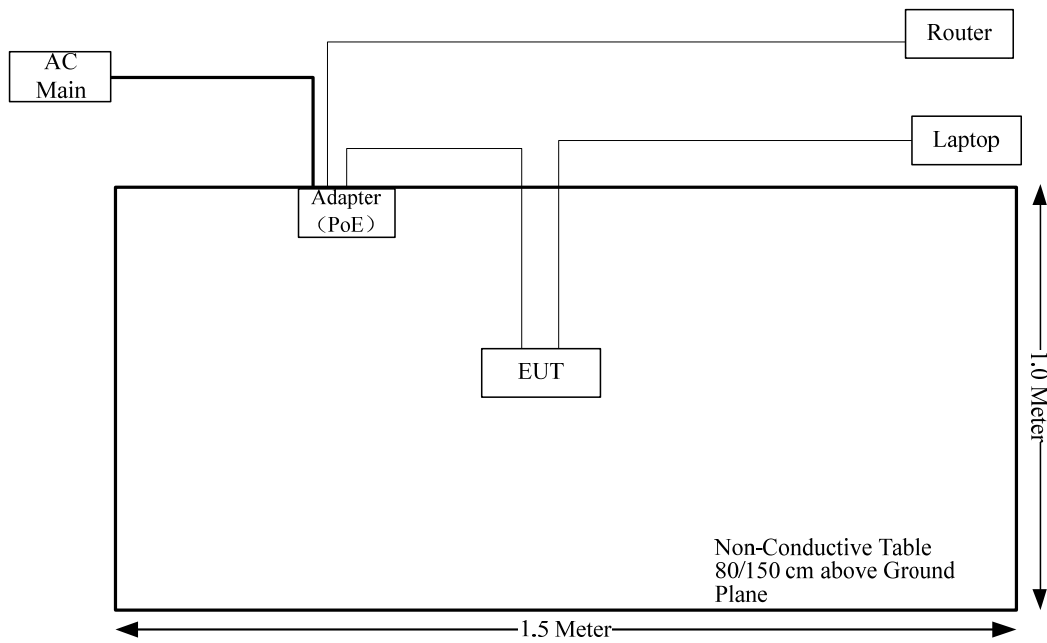 Router
AC
Main
Laptop
Adapter
（PoE）
EUT
1.0 Meter
Non-Conductive Table
80/150 cm above Ground
Plane
1.5 Meter